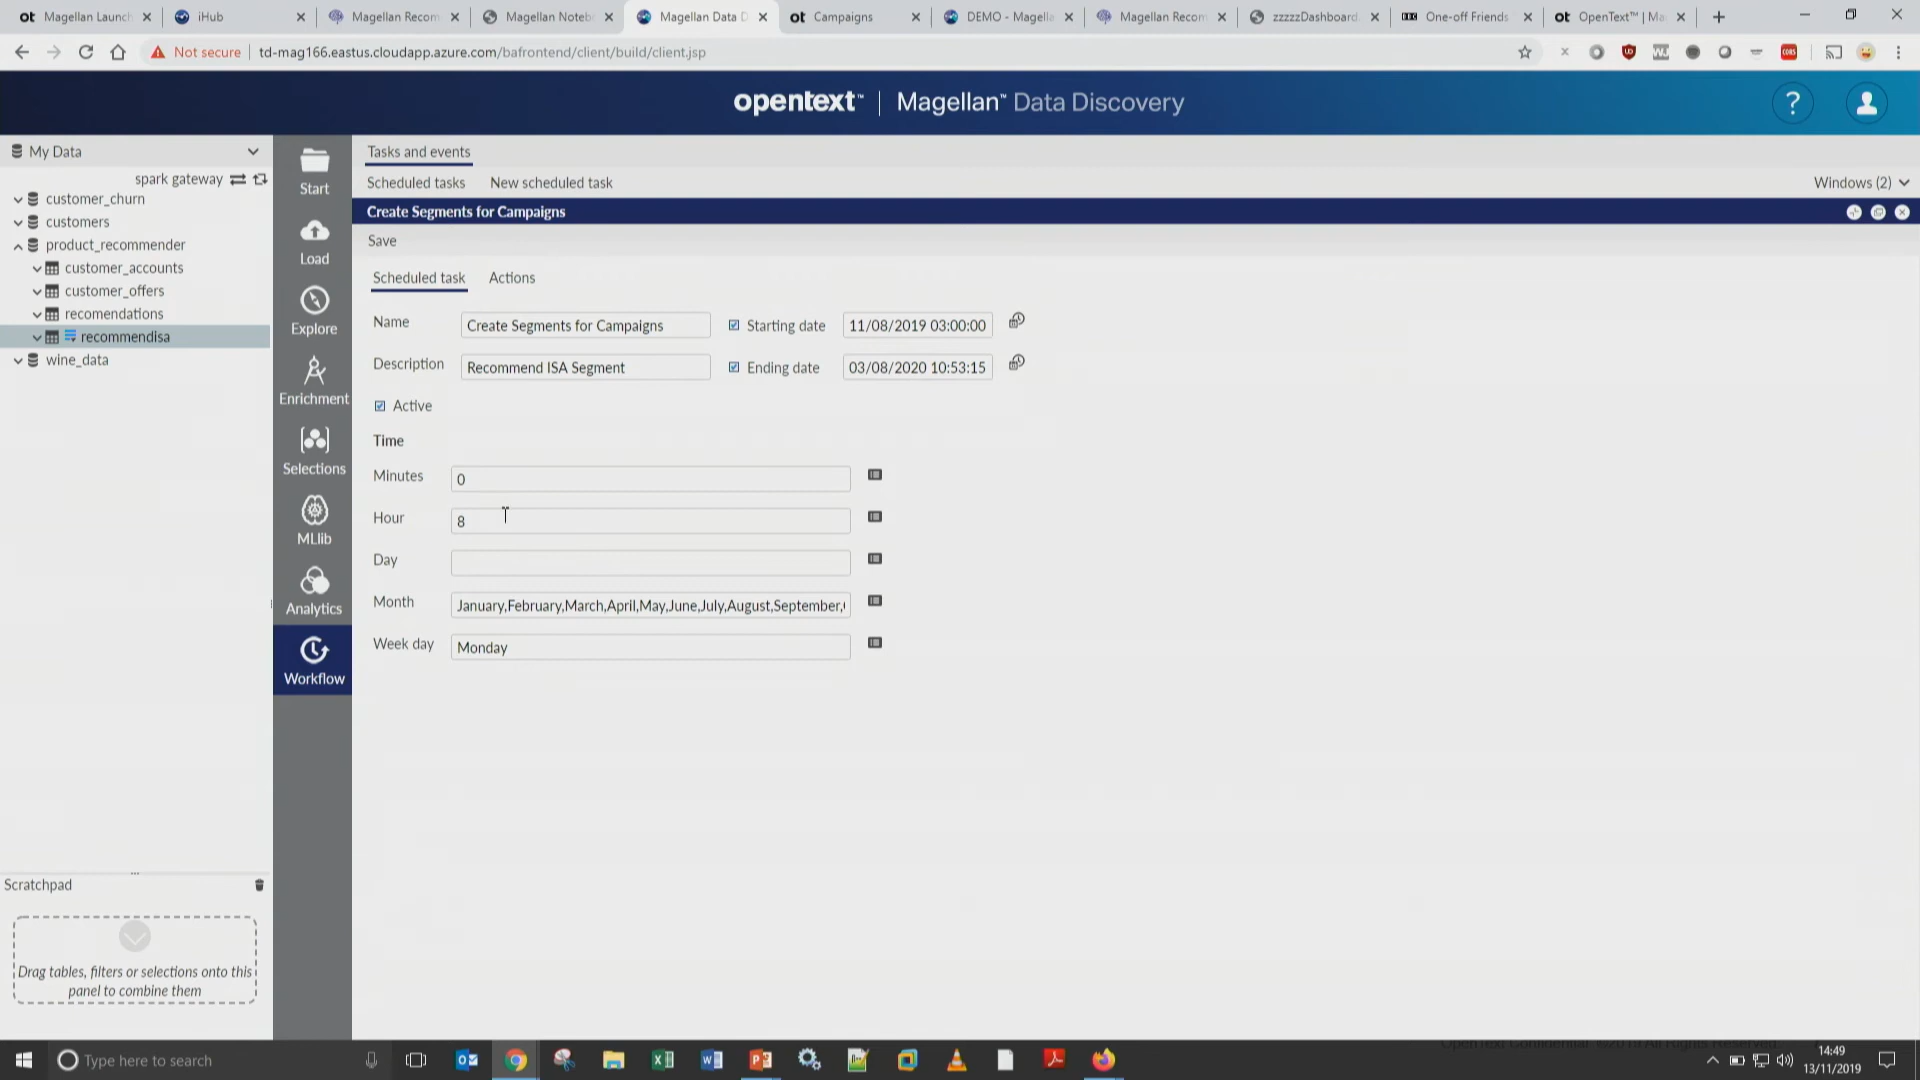 Magellan Launch
iHub
Magellan Recom
Magellan Noteb
Magellan Data D
Campaigns
DEMO - Magella
Magellan Recom
zzzzzDashboard.
One-off Friends
OpenText™ | Ma
Not secure
td-mag166.eastus.cloudapp.azure.com/bafrontend/client/build/client.jsp
opentext™ | Magellan™ Data Discovery
My Data
spark gateway
customer_churn
customers
product_recommender
customer_accounts
customer_offers
recomendations
recommendisa
wine_data
Scratchpad
Drag tables, filters or selections onto this
panel to combine them
Start
Load
Explore
Enrichment
Selections
MLlib
Analytics
Workflow
Tasks and events
Scheduled tasks New scheduled task Windows (2)
Create Segments for Campaigns
Save
Scheduled task Actions
Name Create Segments for Campaigns Starting date 11/08/2019 03:00:00
Description Recommend ISA Segment Ending date 03/08/2020 10:53:15
Active
Time
Minutes 0
Hour 8
Day
Month January,February,March,April,May,June,July,August,September,
Week day Monday
Type here to search
14:49
13/11/2019